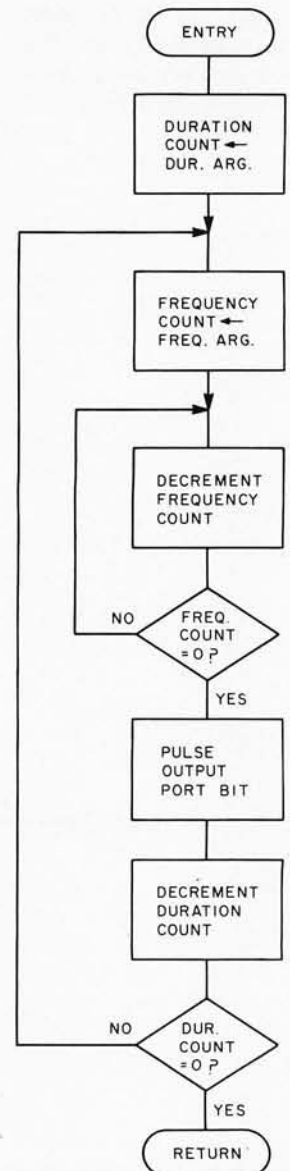 ENTRY
DURATION
COUNT ←
DUR. ARG.
FREQUENCY
COUNT ←
FREQ. ARG.
DECREMENT
FREQUENCY
COUNT
NO
FREQ.
COUNT
=0?
YES
PULSE
OUTPUT
PORT BIT
DECREMENT
DURATION
COUNT
NO
DUR.
COUNT
=0?
YES
RETURN